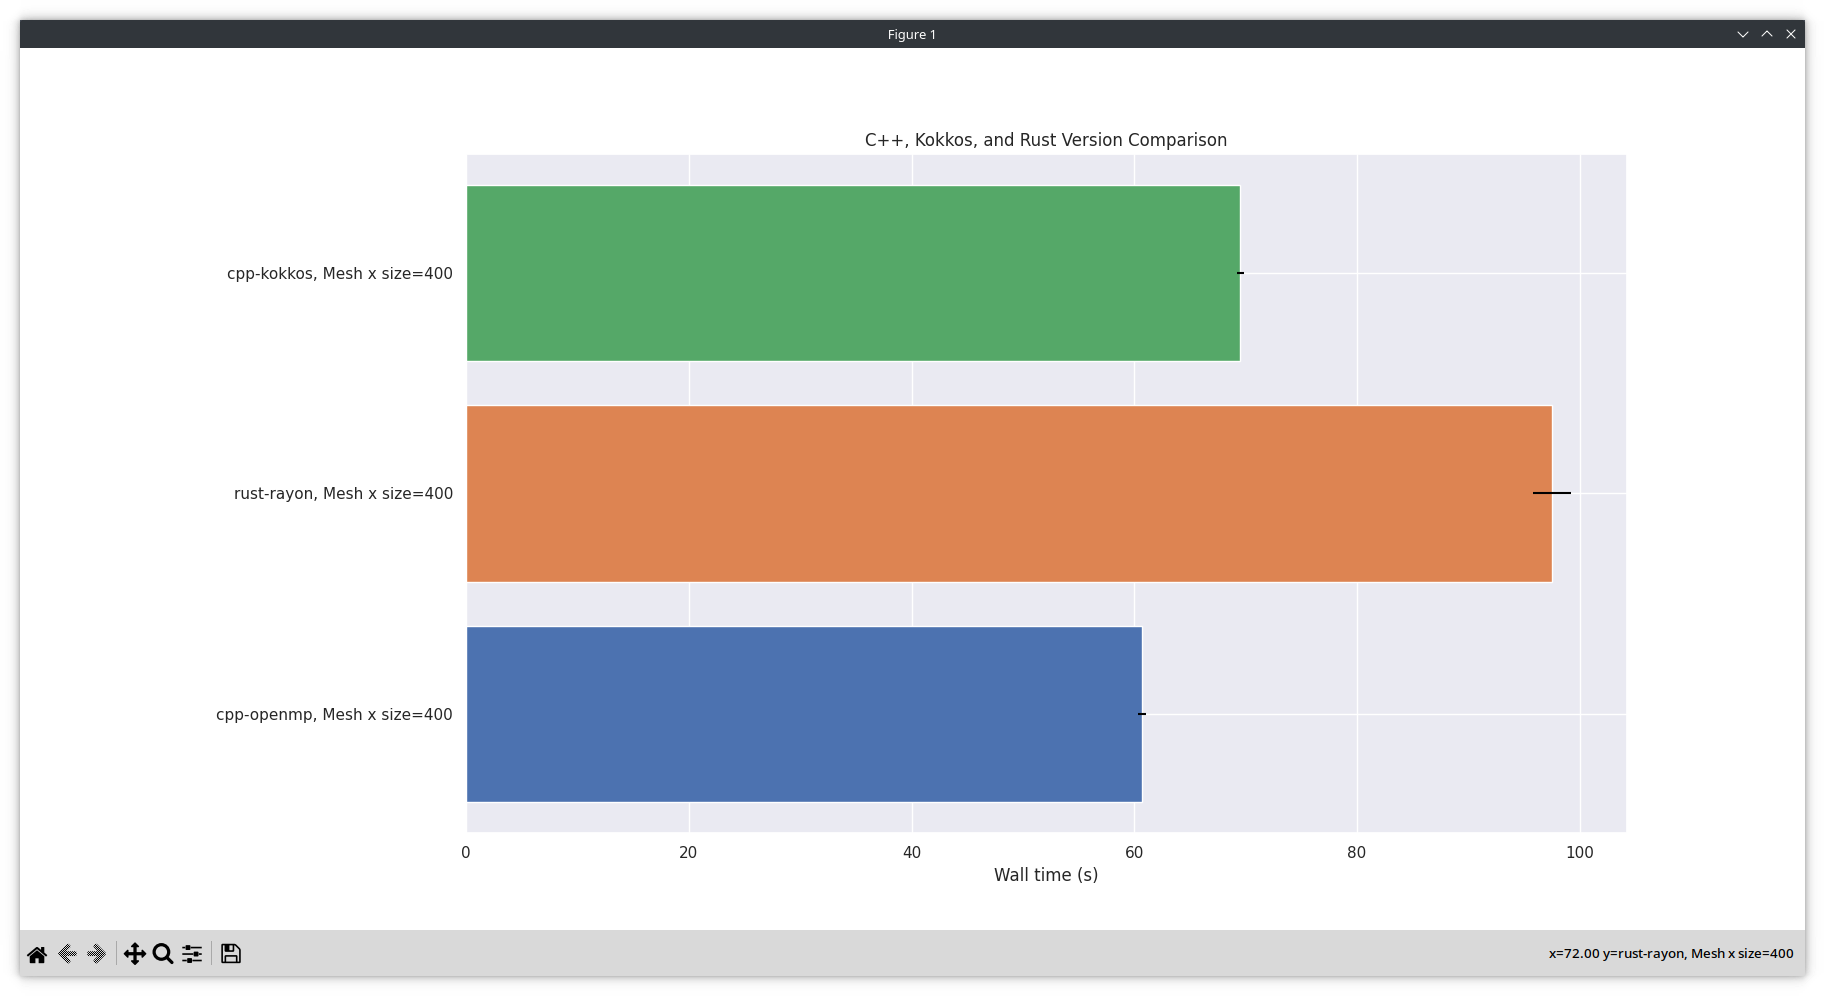 Figure 1
C++, Kokkos, and Rust Version Comparison
cpp-kokkos, Mesh x size=400
rust-rayon, Mesh x size=400
cpp-openmp, Mesh x size=400
0 20 40 60 80 100
Wall time (s)
x=72.00 y=rust-rayon, Mesh x size=400